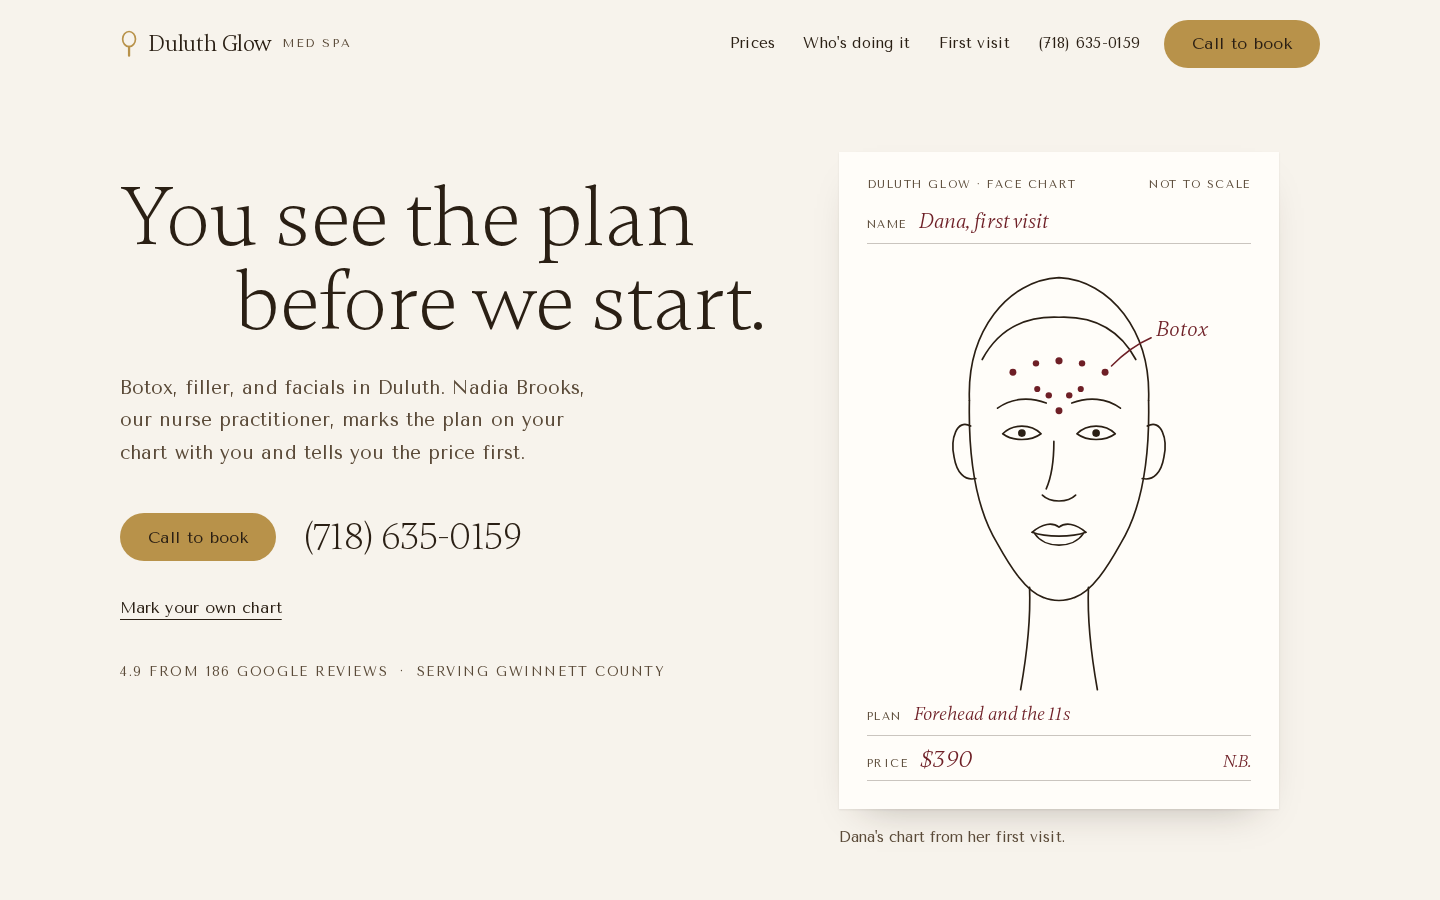 Duluth Glow MED SPA
Prices
Who's doing it
First visit
(718) 635-0159
Call to book
You see the plan
before we start.
Botox, filler, and facials in Duluth. Nadia Brooks,
our nurse practitioner, marks the plan on your
chart with you and tells you the price first.
Call to book
(718) 635-0159
Mark your own chart
4.9 FROM 186 GOOGLE REVIEWS · SERVING GWINNETT COUNTY
DULUTH GLOW · FACE CHART
NOT TO SCALE
NAME Dana, first visit
Botox
PLAN Forehead and the 11s
PRICE $390
N.B.
Dana's chart from her first visit.